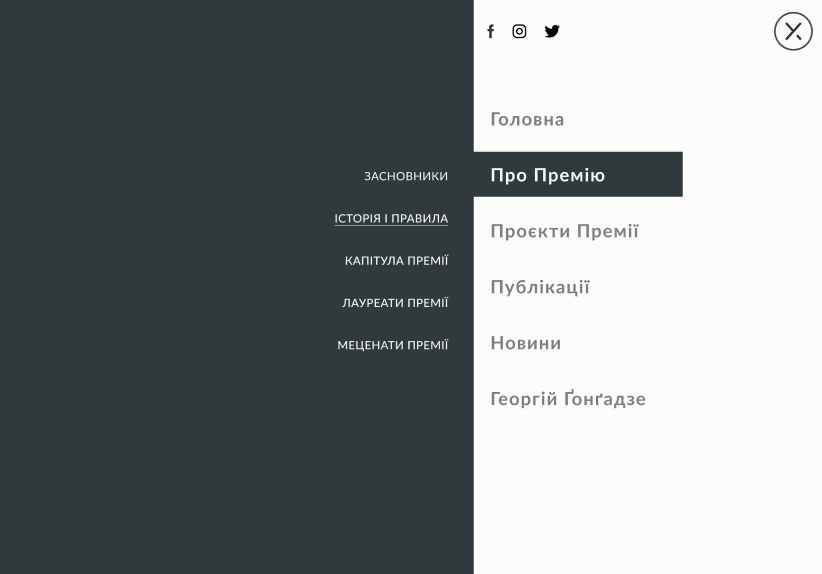 Головна
Про Премію
ЗАСНОВНИКИ
ІСТОРІЯ І ПРАВИЛА
КАПІТУЛА ПРЕМІЇ
ЛАУРЕАТИ ПРЕМІЇ
МЕЦЕНАТИ ПРЕМІЇ
Проєкти Премії
Публікації
Новини
Георгій Ґонґадзе